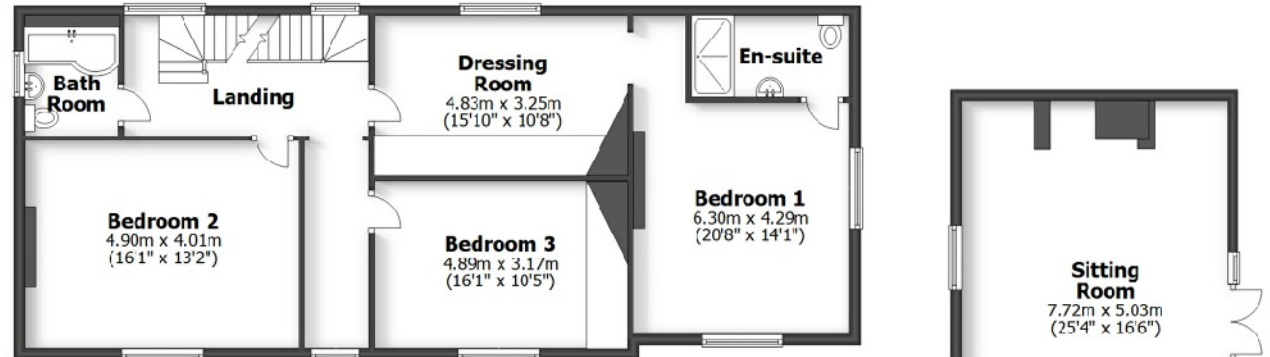 Bath
Room
Landing
Dressing
Room
4.83m x 3.25m
(15'10" x 10'8")
En-suite
Bedroom 2
4.90m x 4.01m
(16'1" x 13'2")
Bedroom 3
4.89m x 3.17m
(16'1" x 10'5")
Bedroom 1
6.30m x 4.29m
(20'8" x 14'1")
Sitting
Room
7.72m x 5.03m
(25'4" x 16'6")